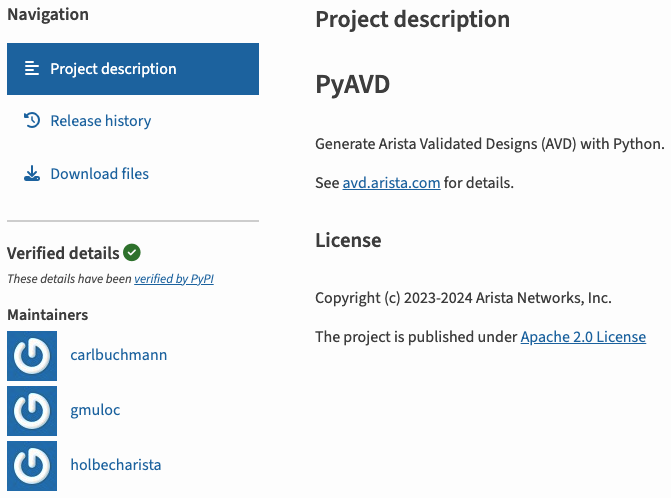 Navigation
Project description
Release history
Download files
Verified details
These details have been verified by PyPI
Maintainers
carlbuchmann
gmuloc
holbecharista
Project description
PyAVD
Generate Arista Validated Designs (AVD) with Python.
See avd.arista.com for details.
License
Copyright (c) 2023-2024 Arista Networks, Inc.
The project is published under Apache 2.0 License